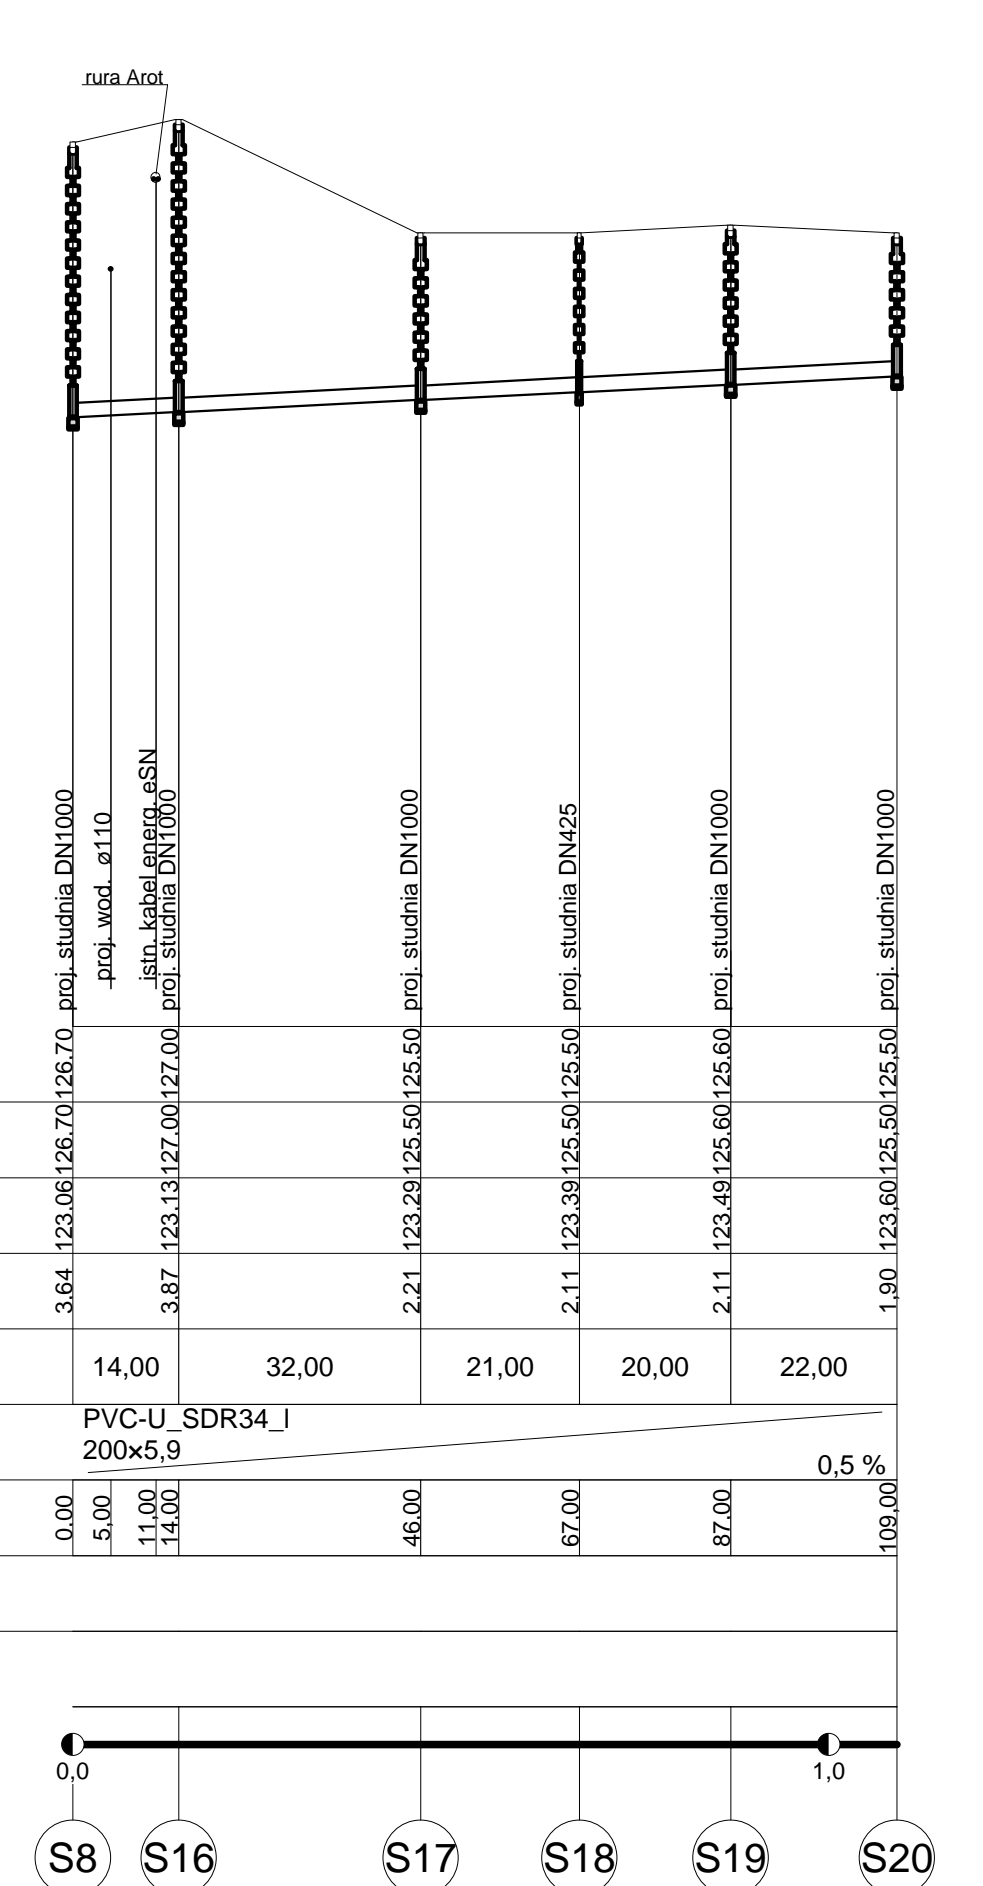 rura Arot
proj. studnia DN1000
proj. wod. ø110
istn. kabel energ. eSN
proj. studnia DN1000
proj. studnia DN1000
proj. studnia DN425
proj. studnia DN1000
proj. studnia DN1000
126.70 127.00 125.50 125.50 125.60 125,50
126.70 127.00 125.50 125.50 125.60 125,50
123.06 123.13 123.29 123.39 123.49 123,60
3.64 3.87 2.21 2.11 2.11 1,90
14,00 32,00 21,00 20,00 22,00
PVC-U_SDR34_l
200×5,9
0,5 %
0.00 5,00 11,00 14.00 46.00 67.00 87.00 109,00
0,0 1,0
S8 S16 S17 S18 S19 S20